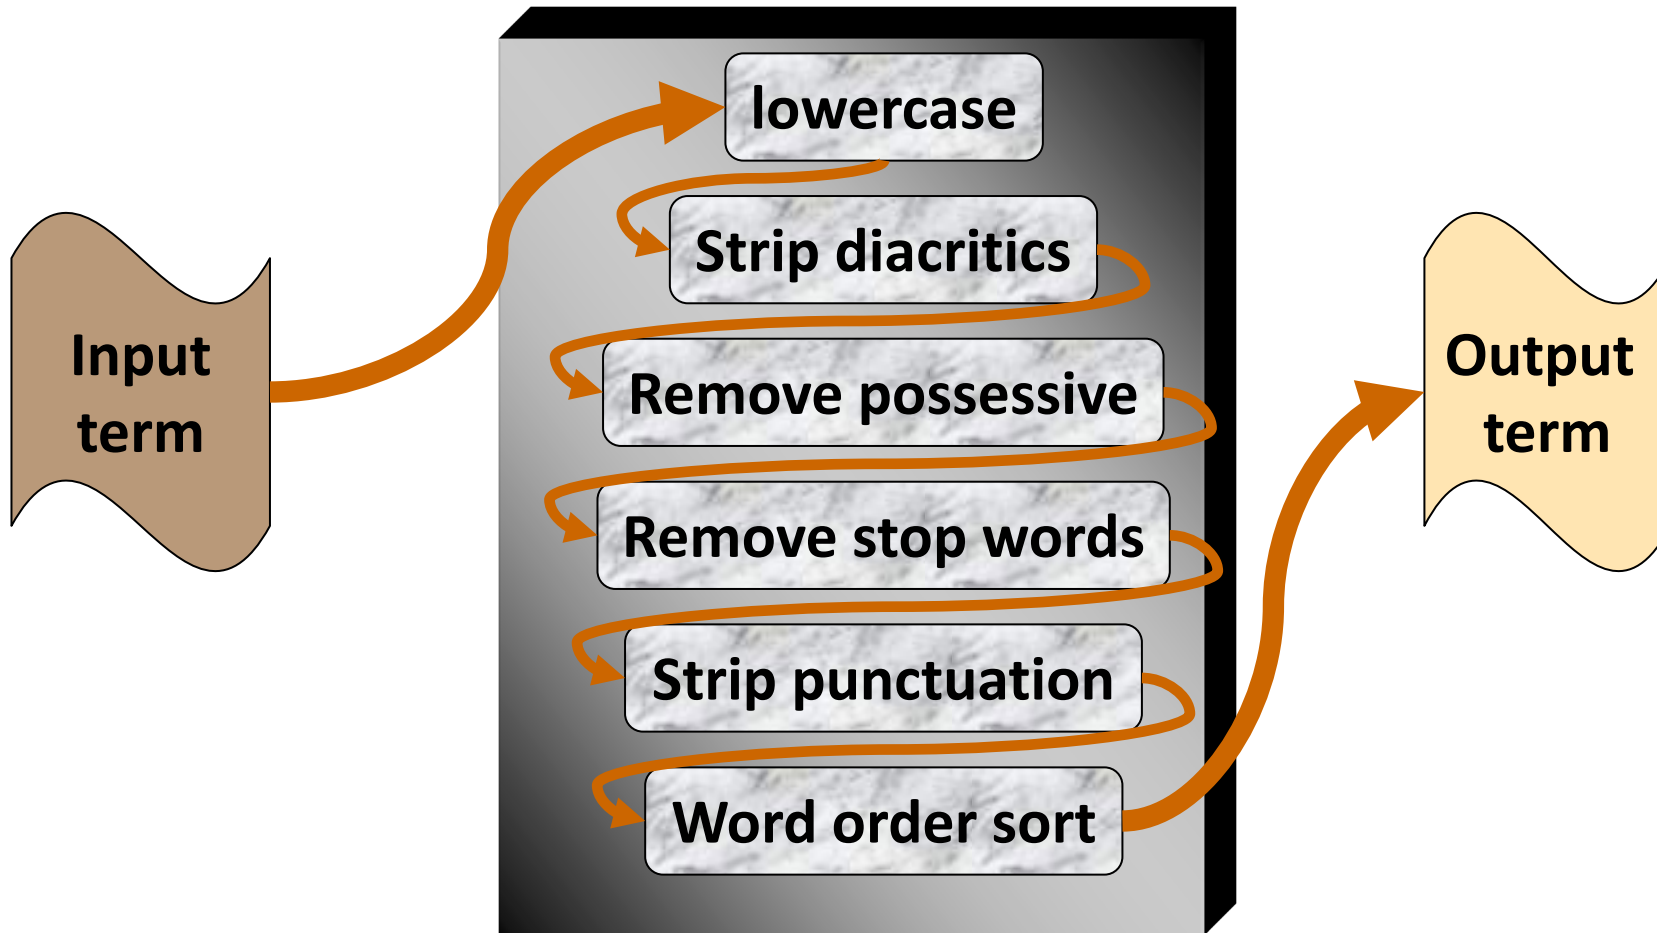 Input
term
lowercase
Strip diacritics
Remove possessive
Remove stop words
Strip punctuation
Word order sort
Output
term